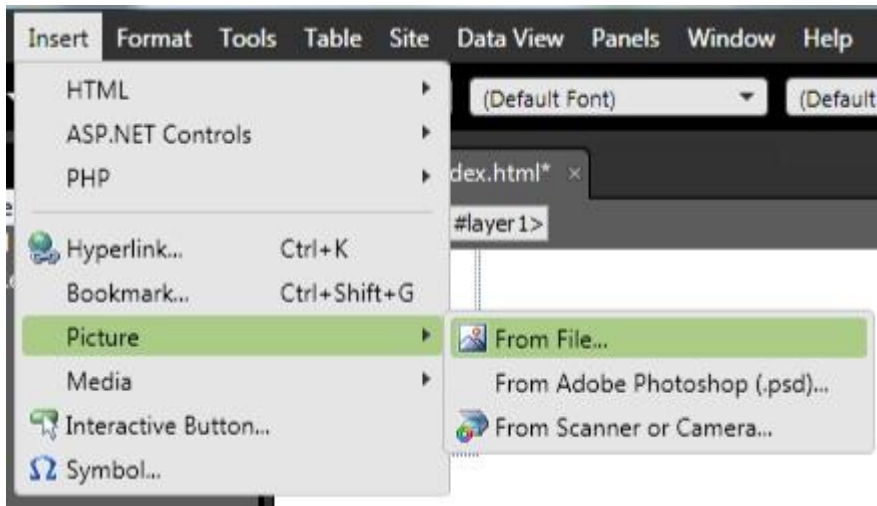 Insert Format Tools Table Site Data View Panels Window Help
HTML
(Default Font)
(Default
ASP.NET Controls
PHP
dex.html* ×
#layer1>
Hyperlink... Ctrl+K
Bookmark... Ctrl+Shift+G
Picture
From File...
Media
From Adobe Photoshop (.psd)...
Interactive Button...
From Scanner or Camera...
Symbol...